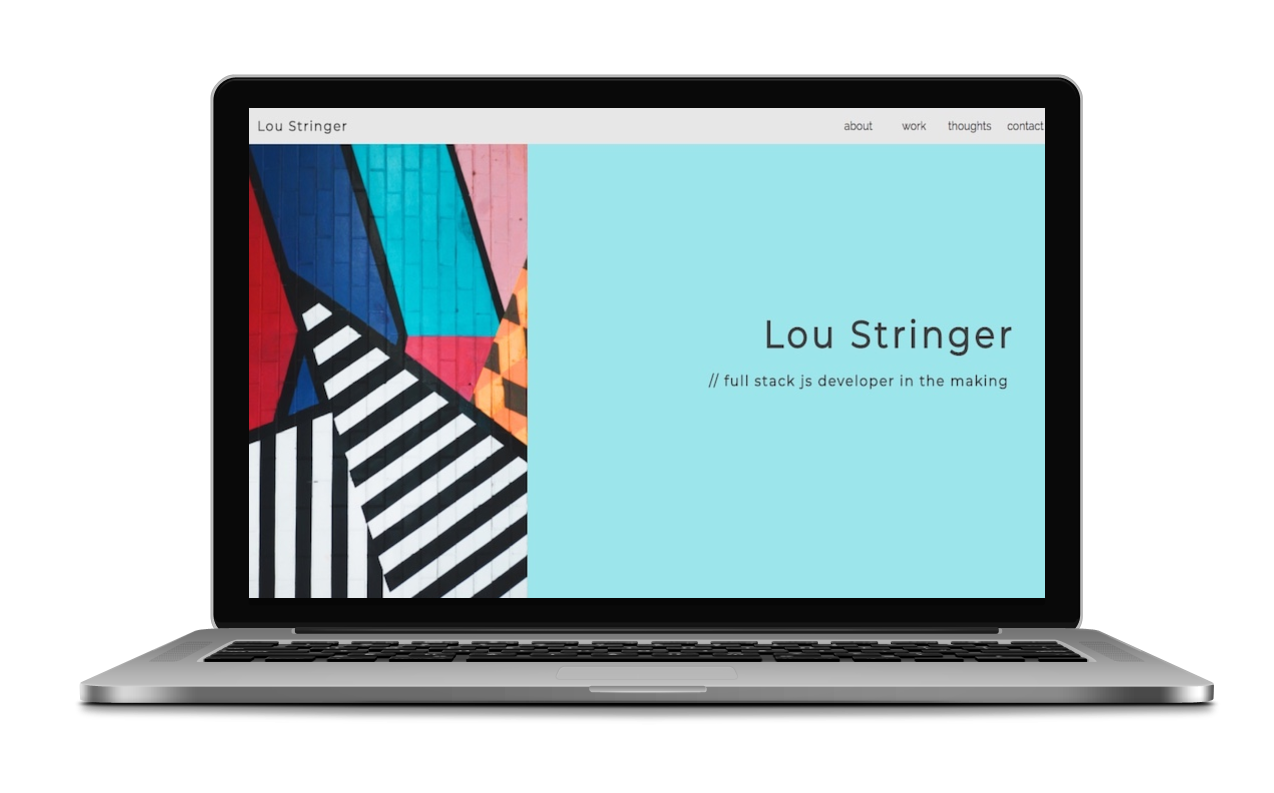 Lou Stringer about work thoughts contact
Lou Stringer
// full stack js developer in the making